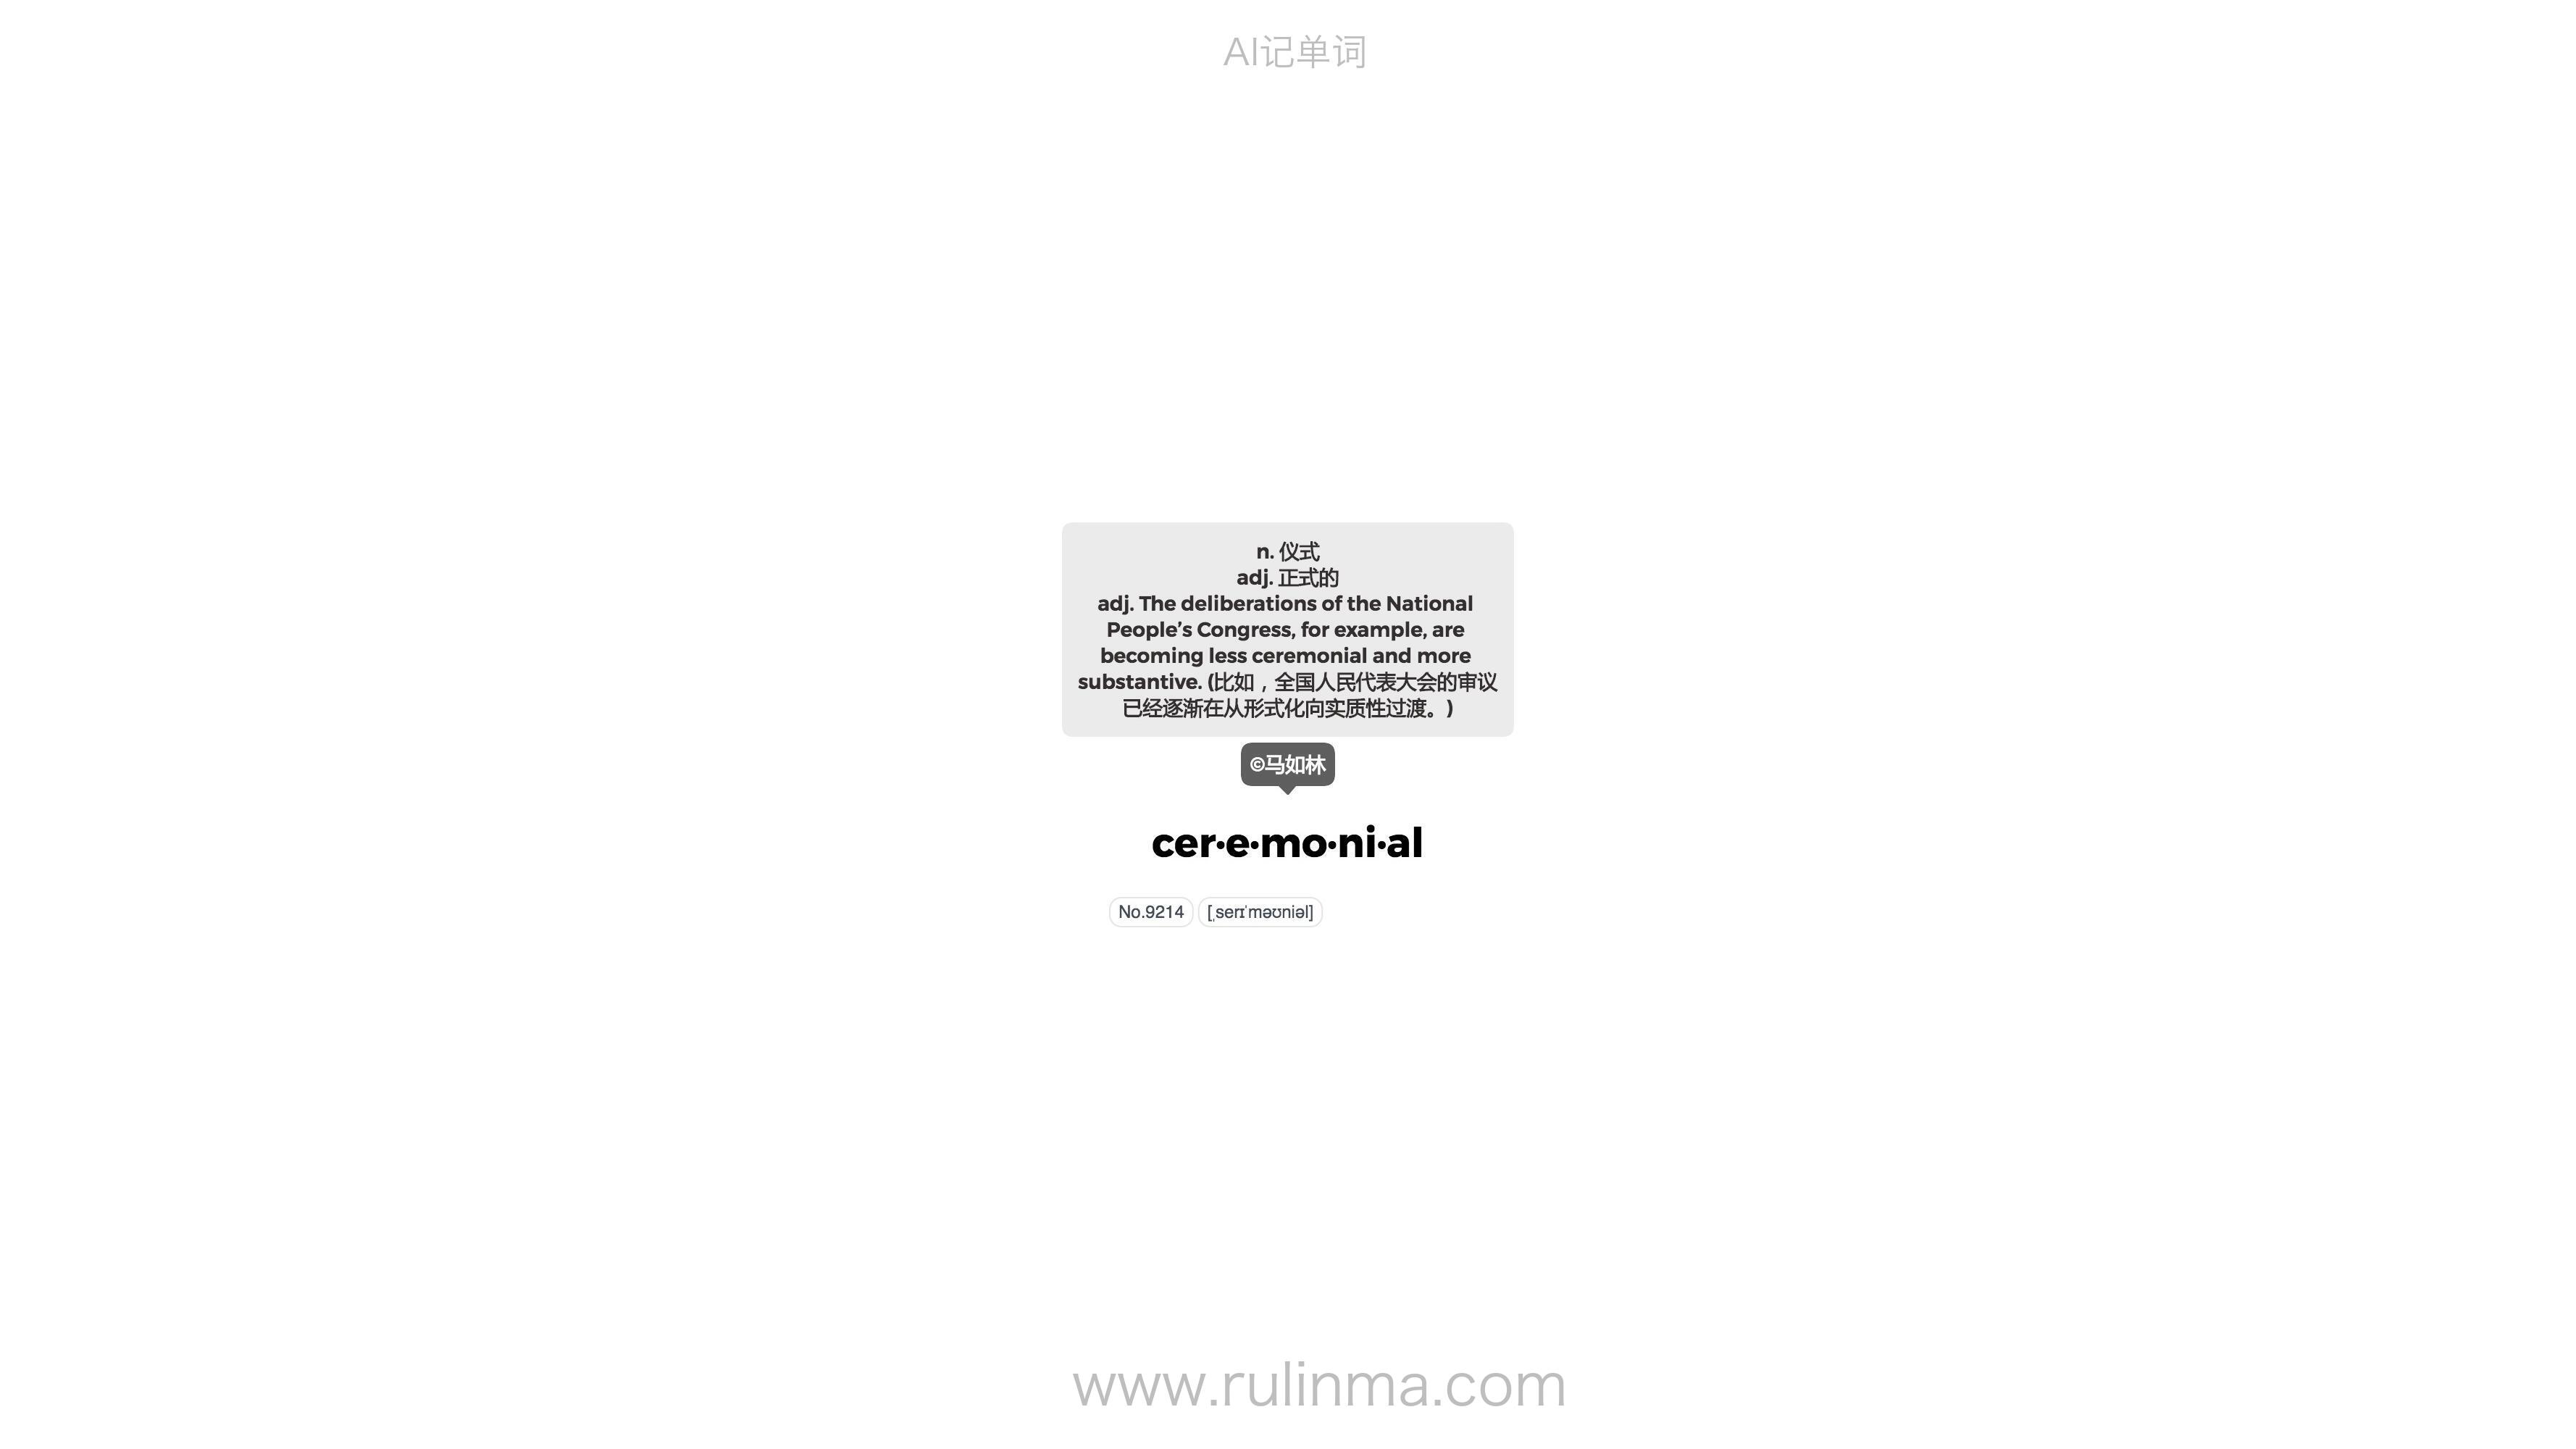 AI记单词
n. 仪式
adj. 正式的
adj. The deliberations of the National
People’s Congress, for example, are
becoming less ceremonial and more
substantive. (比如，全国人民代表大会的审议
已经逐渐在从形式化向实质性过渡。)
©马如林
cer·e·mo·ni·al
No.9214 [ˌserɪˈməʊniəl]
www.rulinma.com